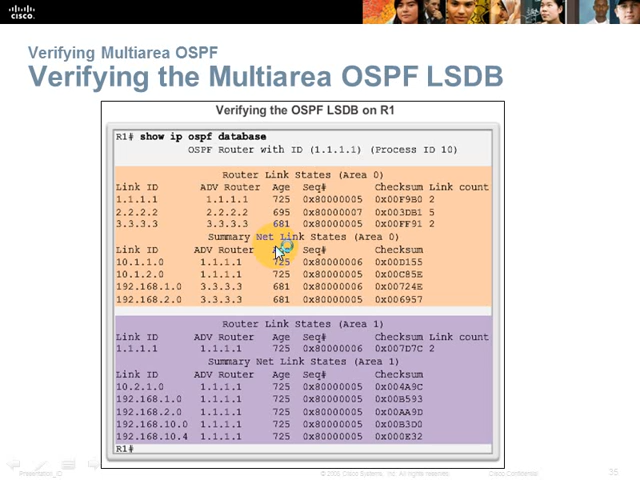 CISCO
Verifying Multiarea OSPF
Verifying the Multiarea OSPF LSDB
Verifying the OSPF LSDB on R1
R1# show ip ospf database
OSPF Router with ID (1.1.1.1) (Process ID 10)
Router Link States (Area 0)
Link ID ADV Router Age Seq# Checksum Link count
1.1.1.1 1.1.1.1 725 0x80000005 0x00F9B0 2
2.2.2.2 2.2.2.2 695 0x80000007 0x003DB1 5
3.3.3.3 3.3.3.3 681 0x80000005 0x00FF91 2
Summary Net Link States (Area 0)
Link ID ADV Router Seq# Checksum
10.1.1.0 1.1.1.1 725 0x80000006 0x00D155
10.1.2.0 1.1.1.1 725 0x80000005 0x00C85E
192.168.1.0 3.3.3.3 681 0x80000006 0x00724E
192.168.2.0 3.3.3.3 681 0x80000005 0x006957
Router Link States (Area 1)
Link ID ADV Router Age Seq# Checksum Link count
1.1.1.1 1.1.1.1 725 0x80000006 0x007D7C 2
Summary Net Link States (Area 1)
Link ID ADV Router Age Seq# Checksum
10.2.1.0 1.1.1.1 725 0x80000005 0x004A9C
192.168.1.0 1.1.1.1 725 0x80000005 0x00B593
192.168.2.0 1.1.1.1 725 0x80000005 0x00AA9D
192.168.10.0 1.1.1.1 725 0x80000005 0x00B3D0
192.168.10.4 1.1.1.1 725 0x80000005 0x000E32
R1#
Presentation_ID © 2008 Cisco Systems, Inc. All rights reserved. Cisco Confidential 35